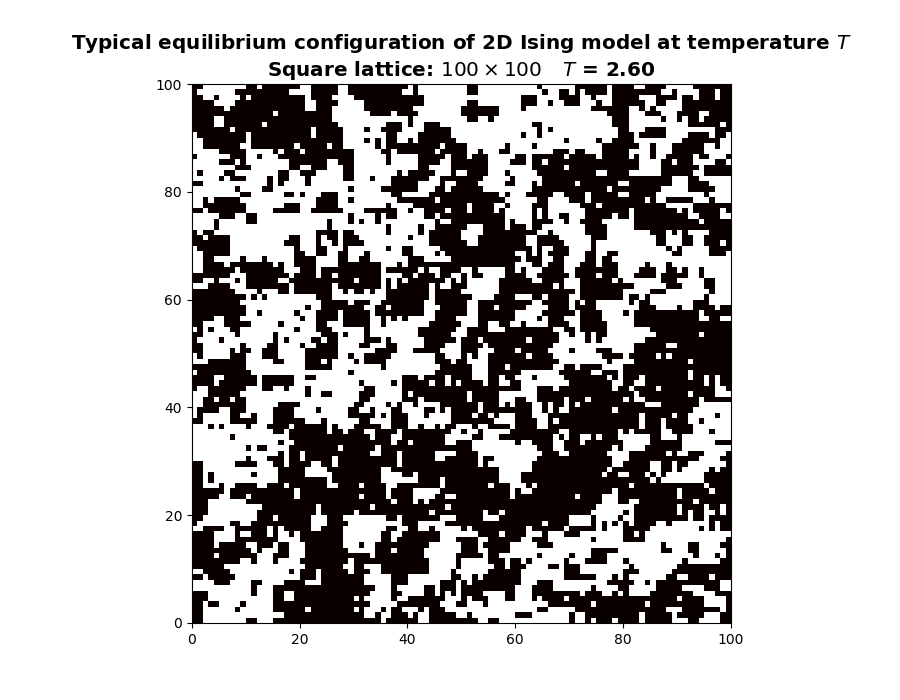 Typical equilibrium configuration of 2D Ising model at temperature T
Square lattice: 100 × 100 T = 2.60
100
80
60
40
20
0
0 20 40 60 80 100